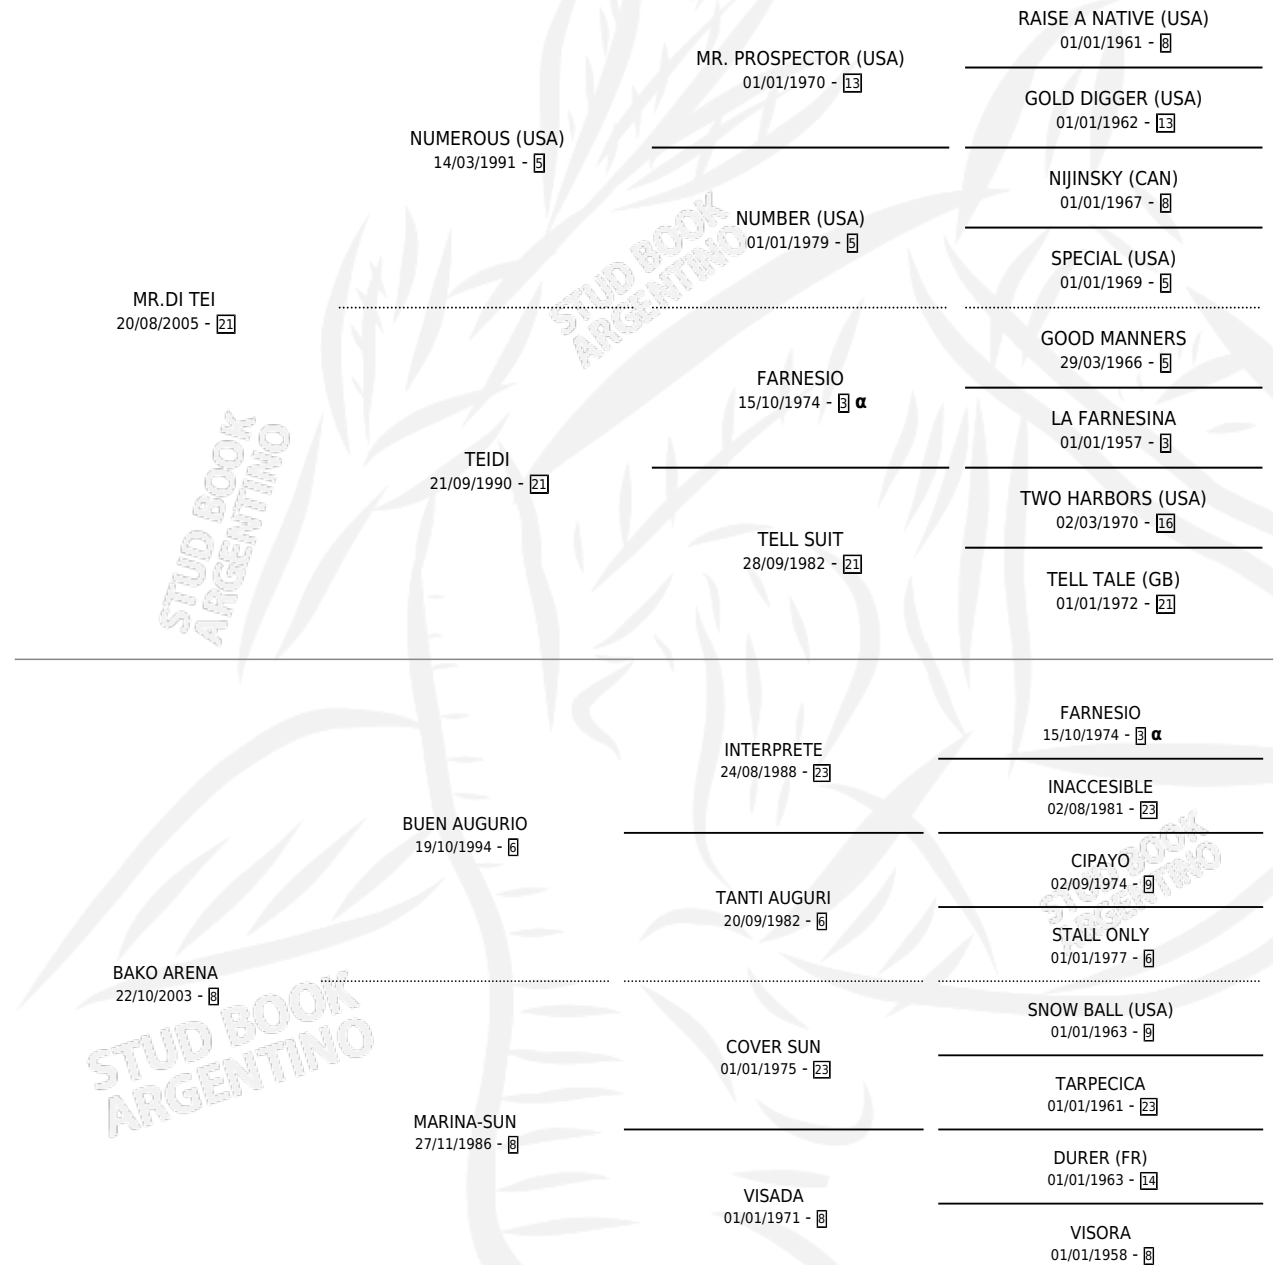 RAISE A NATIVE (USA)
01/01/1961 - 8
MR. PROSPECTOR (USA)
01/01/1970 - 13
GOLD DIGGER (USA)
01/01/1962 - 13
NUMEROUS (USA)
14/03/1991 - 5
NIJINSKY (CAN)
01/01/1967 - 8
NUMBER (USA)
01/01/1979 - 5
SPECIAL (USA)
01/01/1969 - 5
STUD BOOK
ARGENTINO
MR.DI TEI
20/08/2005 - 21
GOOD MANNERS
29/03/1966 - 5
FARNESIO
15/10/1974 - 3 α
LA FARNESINA
01/01/1957 - 3
TEIDI
21/09/1990 - 21
TWO HARBORS (USA)
02/03/1970 - 16
TELL SUIT
28/09/1982 - 21
TELL TALE (GB)
01/01/1972 - 21
STUD BOOK
ARGENTINO
FARNESIO
15/10/1974 - 3 α
INTERPRETE
24/08/1988 - 23
INACCESIBLE
02/08/1981 - 23
BUEN AUGURIO
19/10/1994 - 6
CIPAYO
02/09/1974 - 9
TANTI AUGURI
20/09/1982 - 6
STALL ONLY
01/01/1977 - 6
STUD BOOK
ARGENTINO
BAKO ARENA
22/10/2003 - 8
SNOW BALL (USA)
01/01/1963 - 9
COVER SUN
01/01/1975 - 23
TARPECICA
01/01/1961 - 23
STUD BOOK
ARGENTINO
MARINA-SUN
27/11/1986 - 8
DURER (FR)
01/01/1963 - 14
VISADA
01/01/1971 - 8
VISORA
01/01/1958 - 8